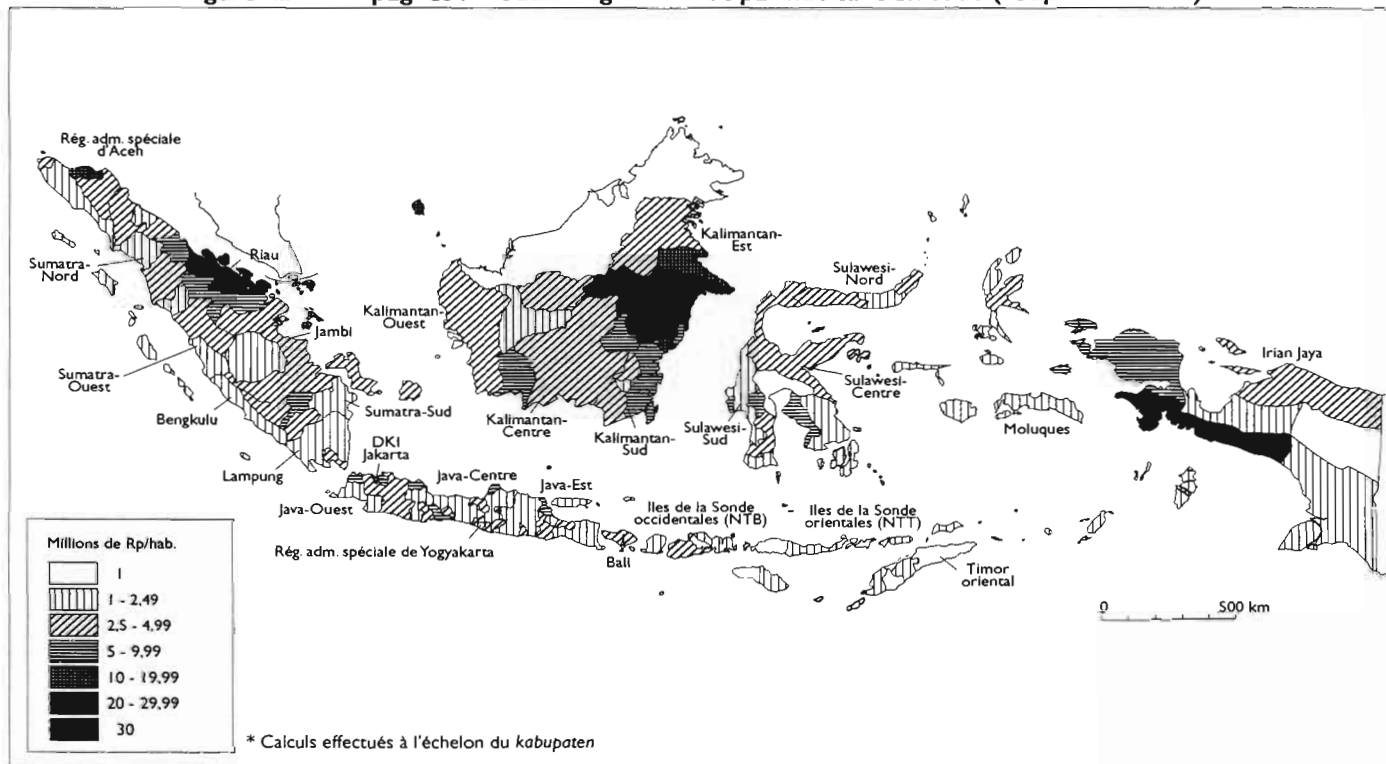 Rég. adm. spéciale
d'Aceh
Sumatra-
Nord
Riau
Jambi
Sumatra-
Ouest
Bengkulu
Lampung
Sumatra-Sud
DKI
Jakarta
Java-Ouest
Java-Centre
Java-Est
Rég. adm. spéciale de Yogyakarta
Bali
Kalimantan-
Ouest
Kalimantan-
Centre
Kalimantan-
Sud
Kalimantan-
Est
Sulawesi-
Nord
Sulawesi-
Centre
Sulawesi-
Sud
Iles de la Sonde
occidentales (NTB)
Iles de la Sonde
orientales (NTT)
Timor
oriental
Moluques
Irian Jaya
0 500 km
Millions de Rp/hab.
1
1 - 2,49
2,5 - 4,99
5 - 9,99
10 - 19,99
20 - 29,99
30
* Calculs effectués à l'échelon du kabupaten